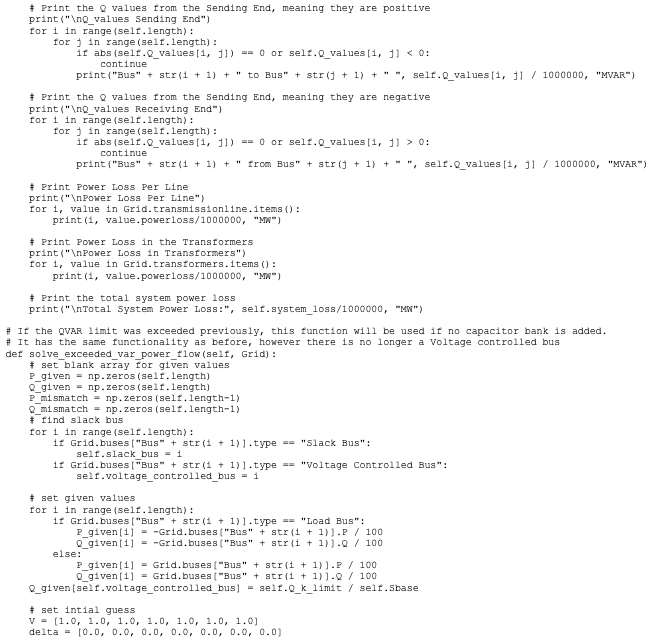 # Print the Q values from the Sending End, meaning they are positive
    print("\nQ_values Sending End")
    for i in range(self.length):
        for j in range(self.length):
            if abs(self.Q_values[i, j]) == 0 or self.Q_values[i, j] < 0:
                continue
            print("Bus" + str(i + 1) + " to Bus" + str(j + 1) + " ", self.Q_values[i, j] / 1000000, "MVAR")

    # Print the Q values from the Sending End, meaning they are negative
    print("\nQ_values Receiving End")
    for i in range(self.length):
        for j in range(self.length):
            if abs(self.Q_values[i, j]) == 0 or self.Q_values[i, j] > 0:
                continue
            print("Bus" + str(i + 1) + " from Bus" + str(j + 1) + " ", self.Q_values[i, j] / 1000000, "MVAR")

    # Print Power Loss Per Line
    print("\nPower Loss Per Line")
    for i, value in Grid.transmissionline.items():
        print(i, value.powerloss/1000000, "MW")

    # Print Power Loss in the Transformers
    print("\nPower Loss in Transformers")
    for i, value in Grid.transformers.items():
        print(i, value.powerloss/1000000, "MW")

    # Print the total system power loss
    print("\nTotal System Power Loss:", self.system_loss/1000000, "MW")

# If the QVAR limit was exceeded previously, this function will be used if no capacitor bank is added.
# It has the same functionality as before, however there is no longer a Voltage controlled bus
def solve_exceeded_var_power_flow(self, Grid):
    # set blank array for given values
    P_given = np.zeros(self.length)
    Q_given = np.zeros(self.length)
    P_mismatch = np.zeros(self.length-1)
    Q_mismatch = np.zeros(self.length-1)
    # find slack bus
    for i in range(self.length):
        if Grid.buses["Bus" + str(i + 1)].type == "Slack Bus":
            self.slack_bus = i
        if Grid.buses["Bus" + str(i + 1)].type == "Voltage Controlled Bus":
            self.voltage_controlled_bus = i

    # set given values
    for i in range(self.length):
        if Grid.buses["Bus" + str(i + 1)].type == "Load Bus":
            P_given[i] = -Grid.buses["Bus" + str(i + 1)].P / 100
            Q_given[i] = -Grid.buses["Bus" + str(i + 1)].Q / 100
        else:
            P_given[i] = Grid.buses["Bus" + str(i + 1)].P / 100
            Q_given[i] = Grid.buses["Bus" + str(i + 1)].Q / 100
    Q_given[self.voltage_controlled_bus] = self.Q_k_limit / self.Sbase

    # set intial guess
    V = [1.0, 1.0, 1.0, 1.0, 1.0, 1.0, 1.0]
    delta = [0.0, 0.0, 0.0, 0.0, 0.0, 0.0, 0.0]